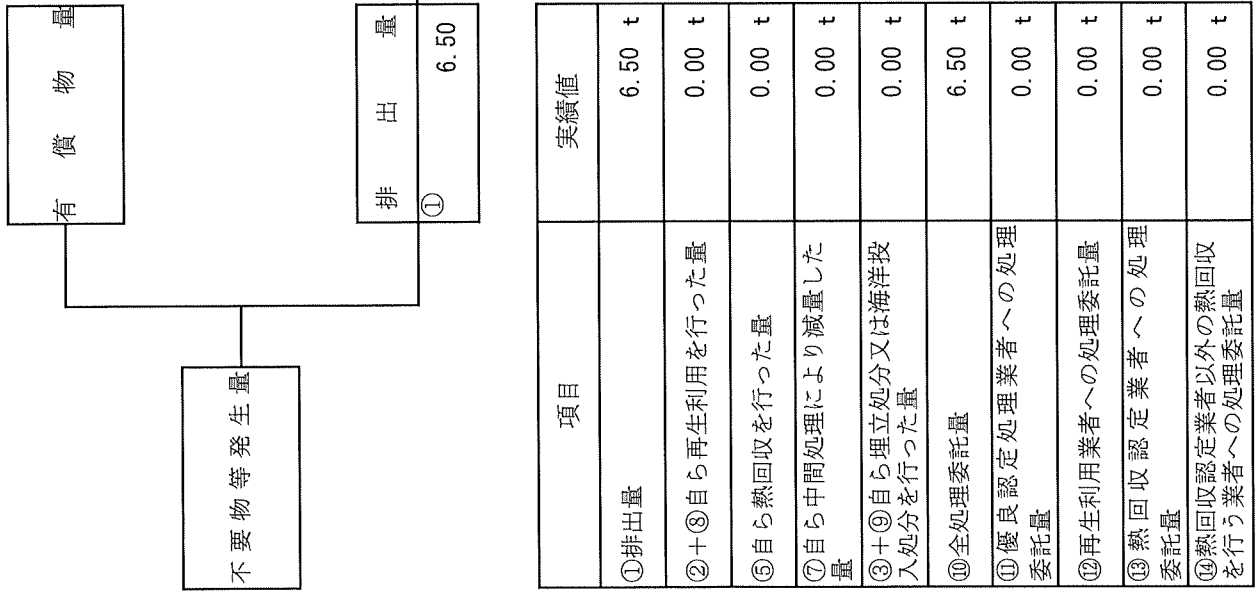 有償物量
不要物等発生量
排出量
① 6.50
項目 実績値
①排出量 6.50 t
②+⑧自ら再生利用を行った量 0.00 t
⑤自ら熱回収を行った量 0.00 t
⑦自ら中間処理により減量した
量 0.00 t
③+⑨自ら埋立処分又は海洋投
入処分を行った量 0.00 t
⑩全処理委託量 6.50 t
⑪優良認定処理業者への処理
委託量 0.00 t
⑫再生利用業者への処理委託量 0.00 t
⑬熱回収認定業者への処理
委託量 0.00 t
⑭熱回収認定業者以外の熱回収
を行う業者への処理委託量 0.00 t